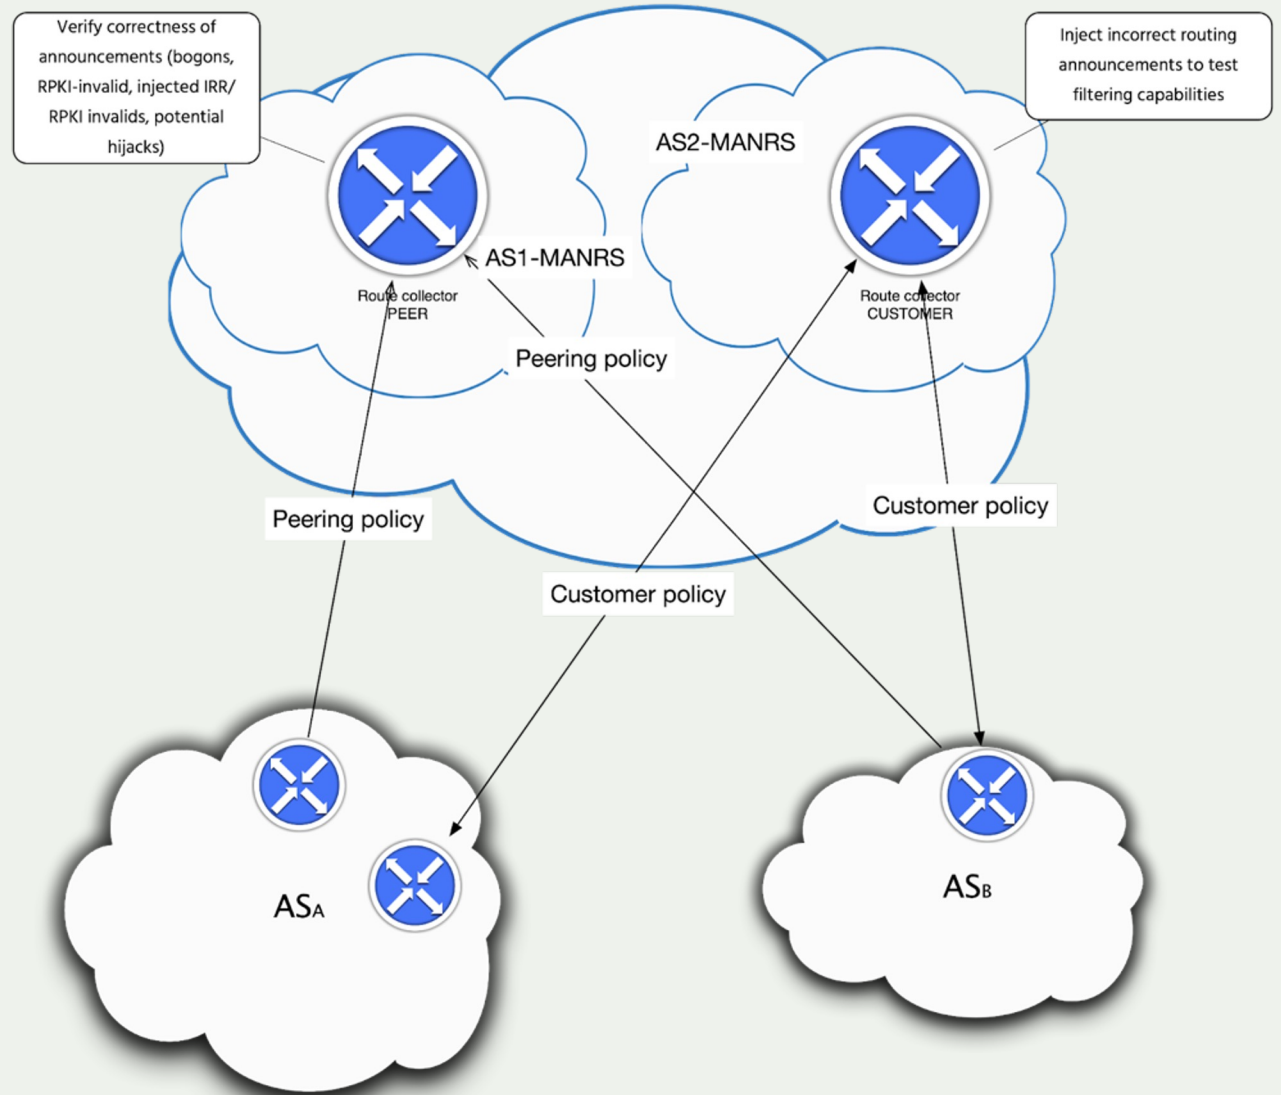 Verify correctness of
announcements (bogons,
RPKI-invalid, injected IRR/
RPKI invalids, potential
hijacks)
Inject incorrect routing
announcements to test
filtering capabilities
AS2-MANRS
AS1-MANRS
Route collector
PEER
Route collector
CUSTOMER
Peering policy
Peering policy
Customer policy
Customer policy
ASA
ASB